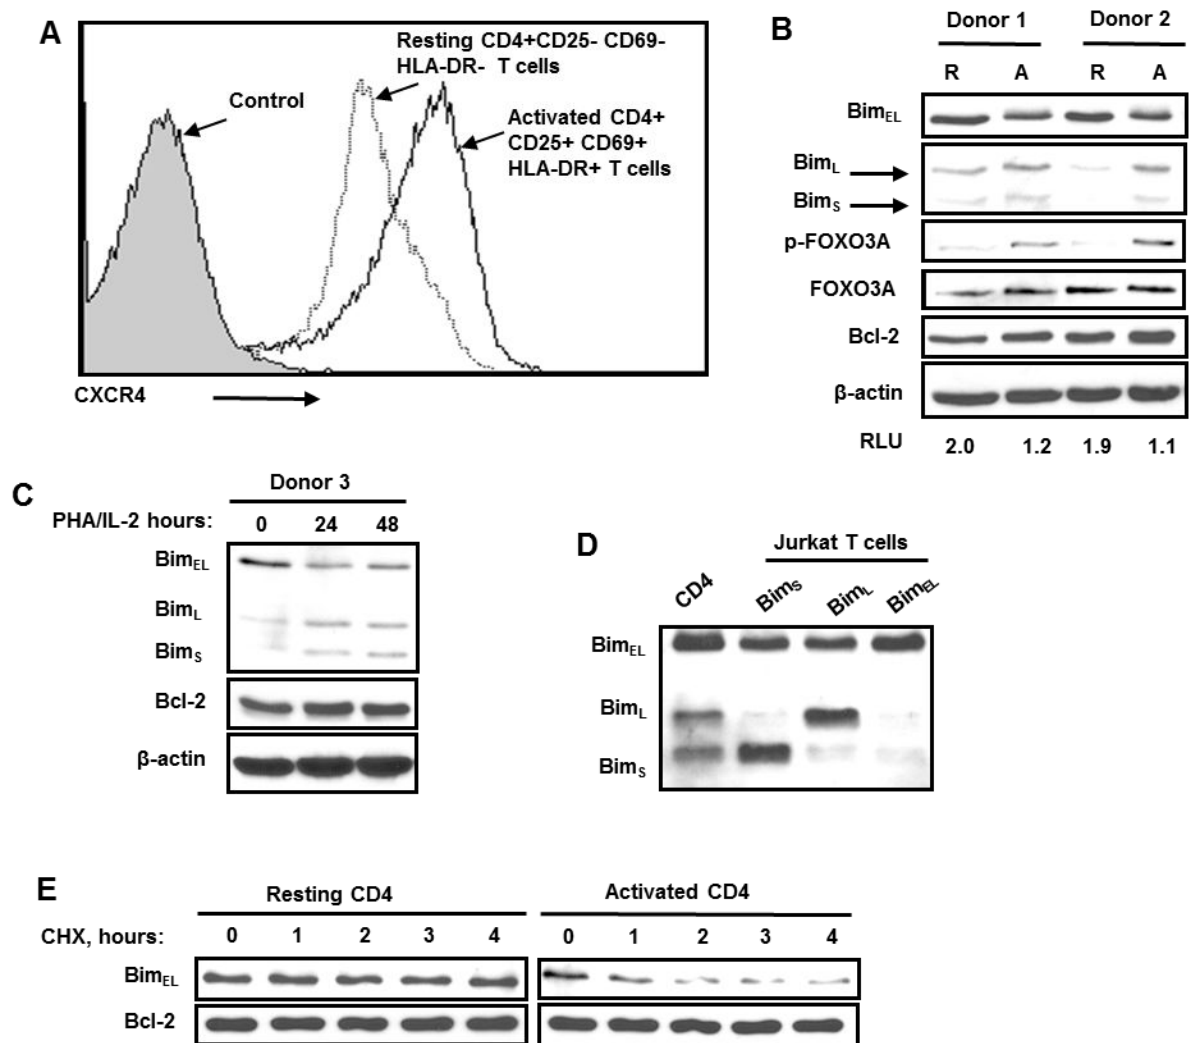 A
Resting CD4+CD25- CD69-
HLA-DR- T cells
Control
Activated CD4+
CD25+ CD69+
HLA-DR+ T cells
CXCR4
B
Donor 1 Donor 2
R A R A
BimEL
BimL
BimS
p-FOXO3A
FOXO3A
Bcl-2
β-actin
RLU 2.0 1.2 1.9 1.1
C
Donor 3
PHA/IL-2 hours: 0 24 48
BimEL
BimL
BimS
Bcl-2
β-actin
D
Jurkat T cells
CD4 BimS BimL BimEL
BimEL
BimL
BimS
E
Resting CD4 Activated CD4
CHX, hours: 0 1 2 3 4 0 1 2 3 4
BimEL
Bcl-2